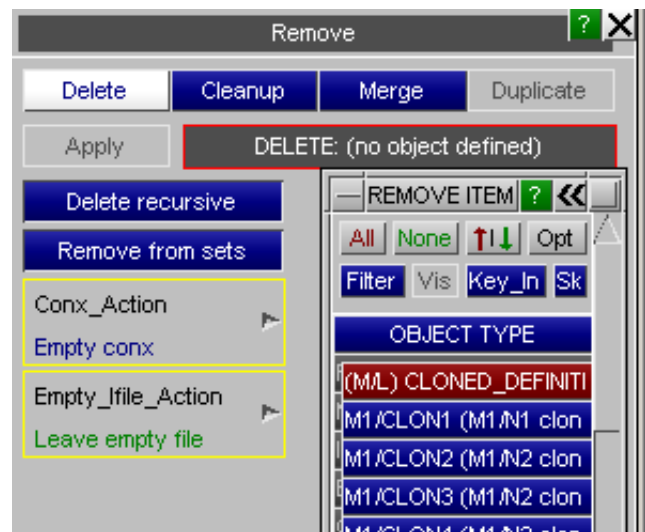 Remove ?
Delete Cleanup Merge Duplicate
Apply DELETE: (no object defined)
Delete recursive
Remove from sets
Conx_Action
Empty conx
Empty_Ifile_Action
Leave empty file
REMOVE ITEM ?
All None Opt
Filter Vis Key_In Sk
OBJECT TYPE
(M/L) CLONED_DEFINITI
M1/CLON1 (M1/N1 clon
M1/CLON2 (M1/N2 clon
M1/CLON3 (M1/N2 clon